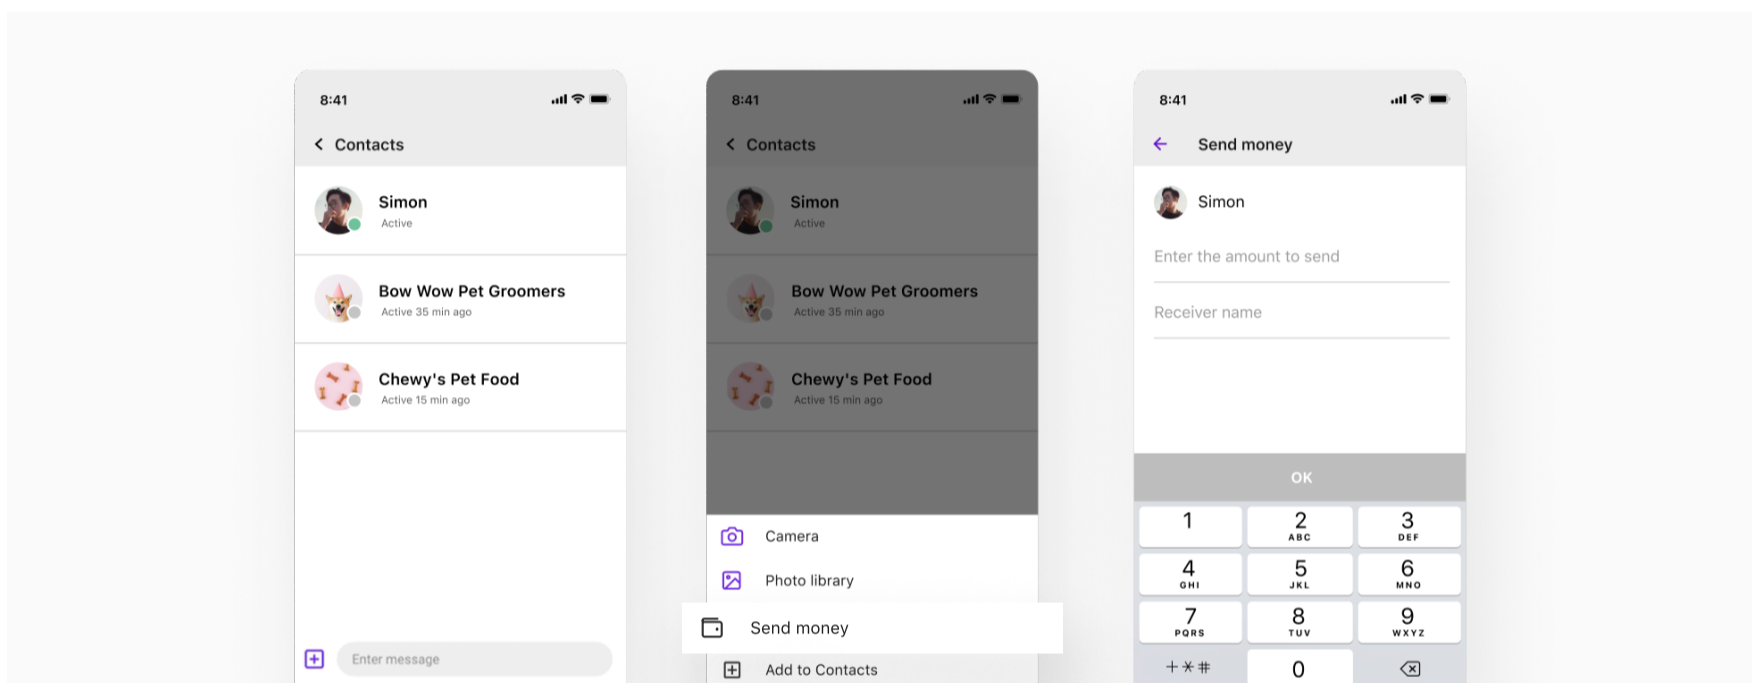 8:41
Contacts
Simon
Active
Bow Wow Pet Groomers
Active 35 min ago
Chewy's Pet Food
Active 15 min ago
Enter message
8:41
Contacts
Simon
Active
Bow Wow Pet Groomers
Active 35 min ago
Chewy's Pet Food
Active 15 min ago
Camera
Photo library
Send money
Add to Contacts
8:41
Send money
Simon
Enter the amount to send
Receiver name
OK
1 2 3
ABC DEF
4 5 6
GHI JKL MNO
7 8 9
PQRS TUV WXYZ
+*# 0